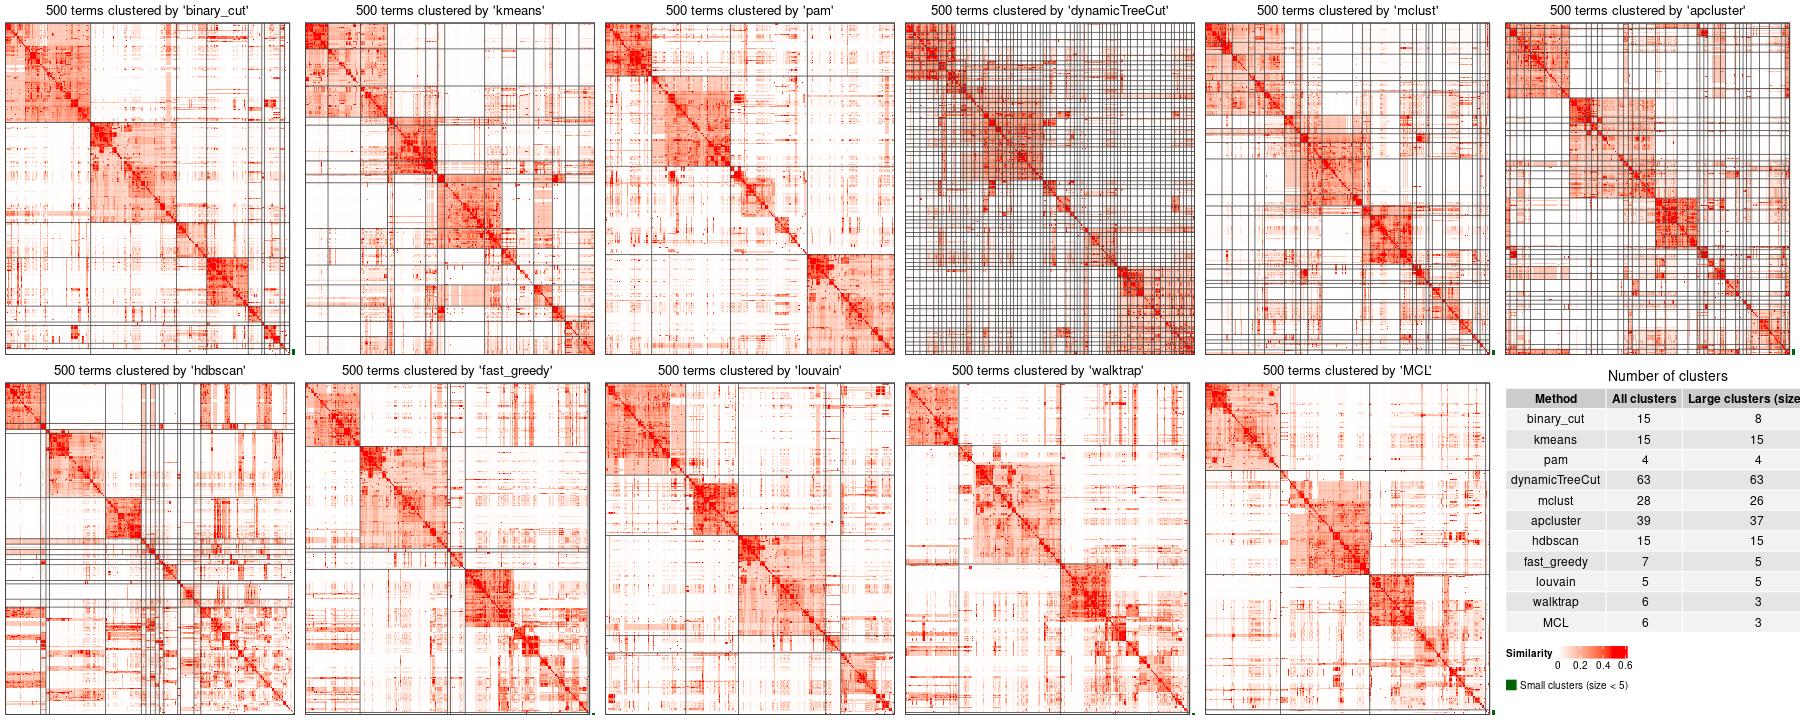 500 terms clustered by 'binary_cut'
500 terms clustered by 'kmeans'
500 terms clustered by 'pam'
500 terms clustered by 'dynamicTreeCut'
500 terms clustered by 'mclust'
500 terms clustered by 'apcluster'
500 terms clustered by 'hdbscan'
500 terms clustered by 'fast_greedy'
500 terms clustered by 'louvain'
500 terms clustered by 'walktrap'
500 terms clustered by 'MCL'
Number of clusters
Method All clusters Large clusters (size
binary_cut 15 8
kmeans 15 15
pam 4 4
dynamicTreeCut 63 63
mclust 28 26
apcluster 39 37
hdbscan 15 15
fast_greedy 7 5
louvain 5 5
walktrap 6 3
MCL 6 3
Similarity
0 0.2 0.4 0.6
Small clusters (size < 5)